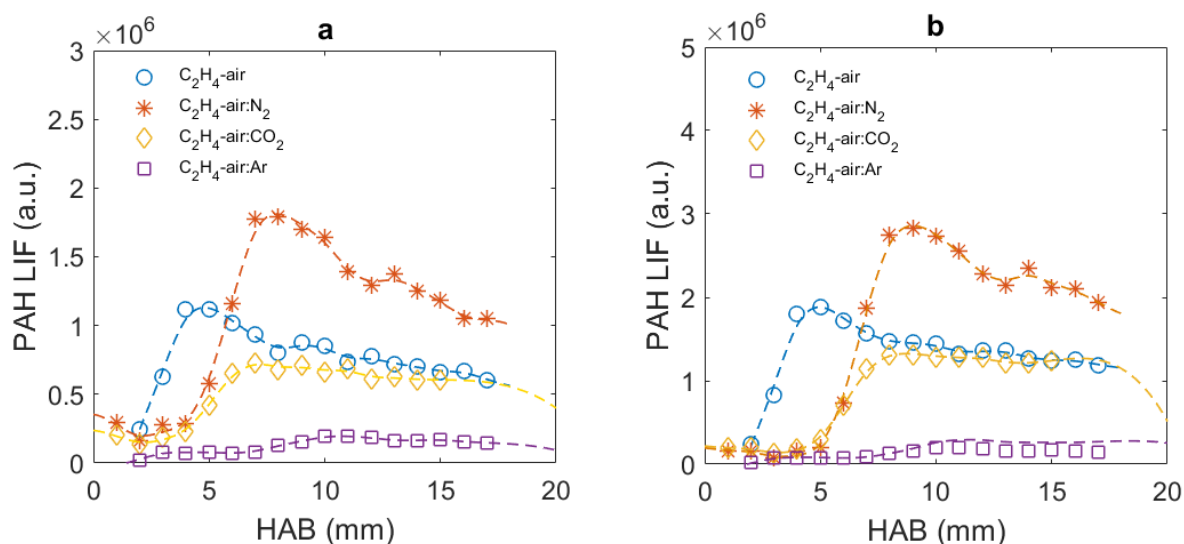 a
×10⁶
3
2.5
2
1.5
1
0.5
0
PAH LIF (a.u.)
C₂H₄-air
C₂H₄-air:N₂
C₂H₄-air:CO₂
C₂H₄-air:Ar
0 5 10 15 20
HAB (mm)
b
×10⁶
5
4
3
2
1
0
PAH LIF (a.u.)
C₂H₄-air
C₂H₄-air:N₂
C₂H₄-air:CO₂
C₂H₄-air:Ar
0 5 10 15 20
HAB (mm)